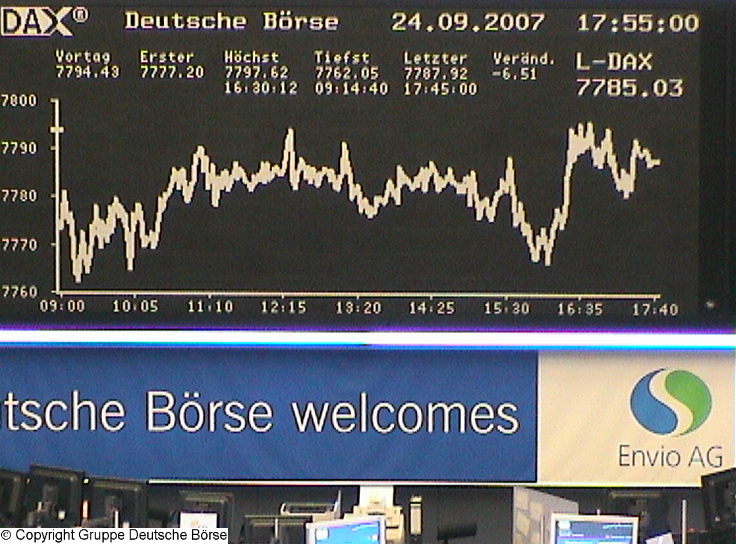 DAX® Deutsche Börse 24.09.2007 17:55:00
Vortag Erster Höchst Tiefst Letzter Veränd. L-DAX
7794.43 7777.20 7797.62 7762.05 7787.92 -6.51 7785.03
16:30:12 09:14:40 17:45:00
7800
7790
7780
7770
7760
09:00 10:05 11:10 12:15 13:20 14:25 15:30 16:35 17:40
utsche Börse welcomes
Envio AG
© Copyright Gruppe Deutsche Börse